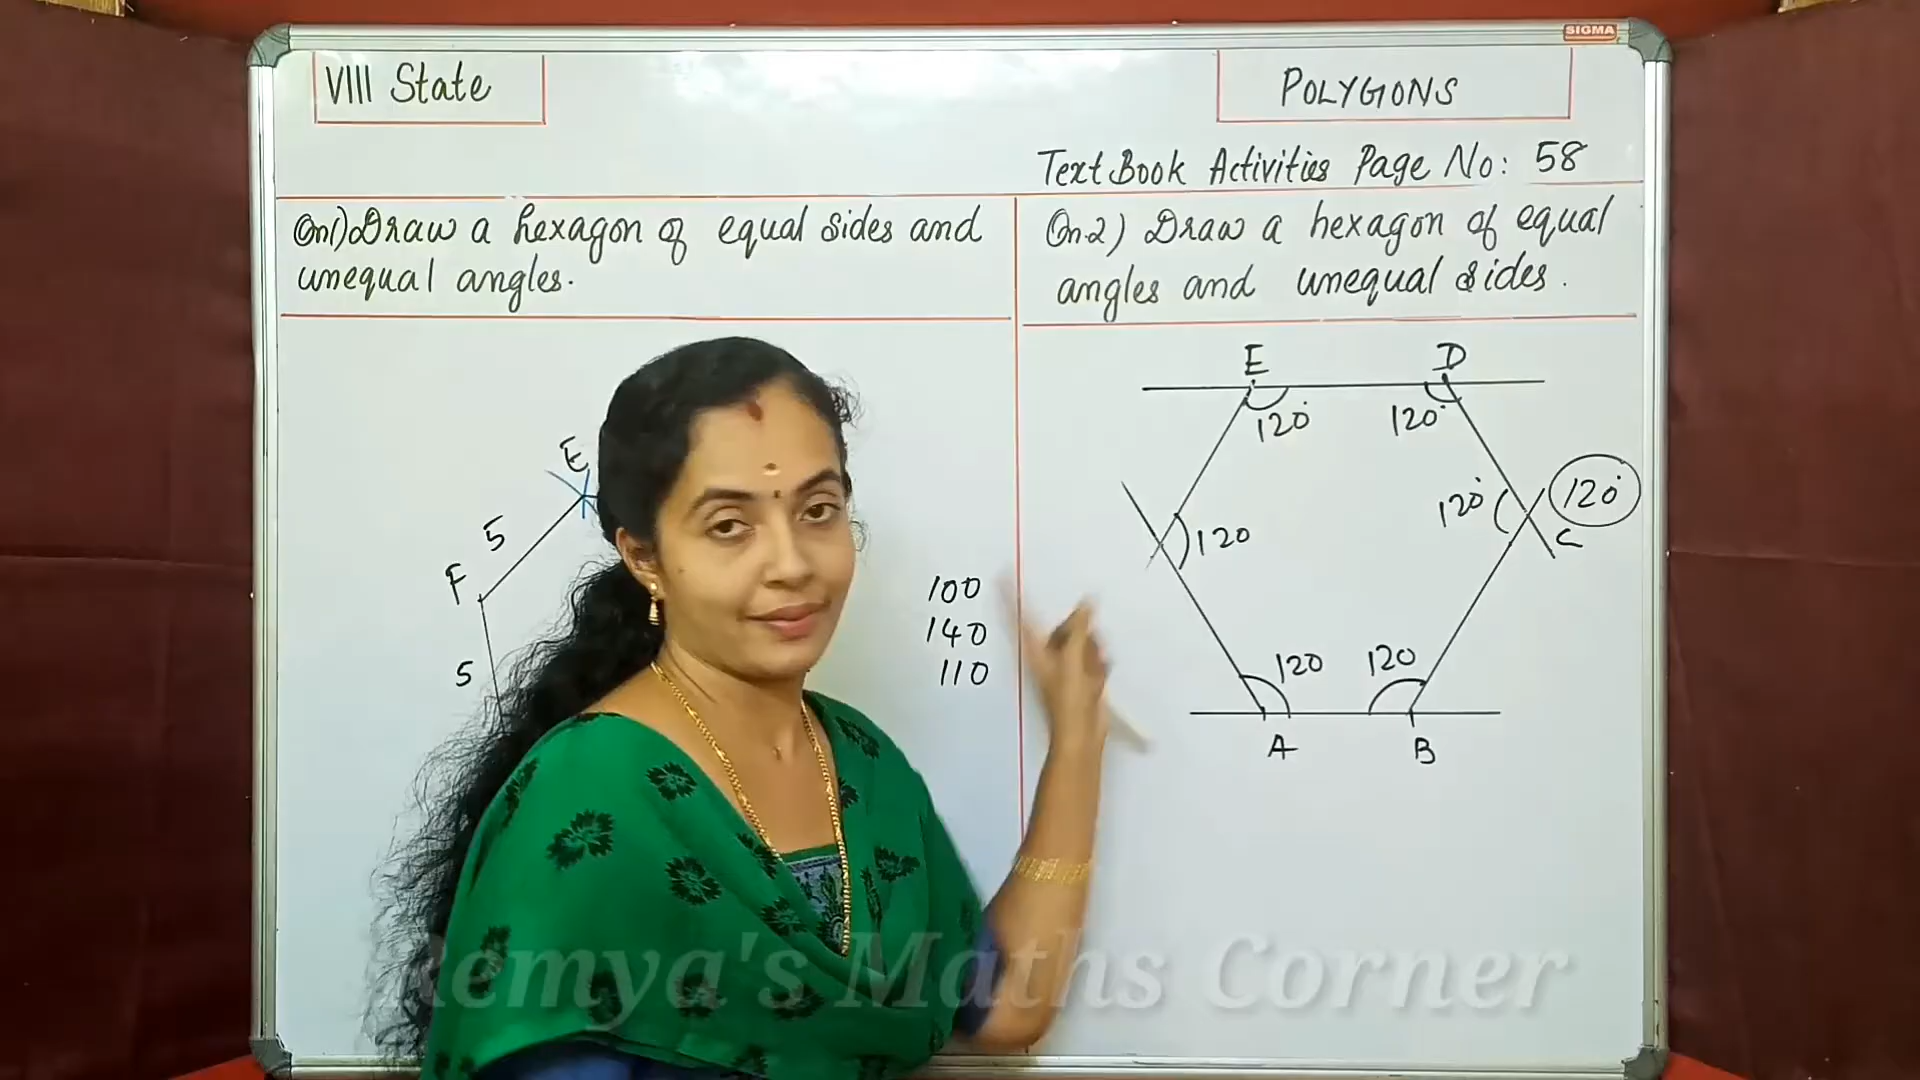 SIGMA
VIII State
POLYGONS
Text Book Activities Page No: 58
Qn1) Draw a hexagon of equal sides and
unequal angles.
Qn.2) Draw a hexagon of equal
angles and unequal sides.
E
5
F
5
100
140
110
E
D
120°
120°
120°
120°
C
120
120
120
A
B
Remya's Maths Corner